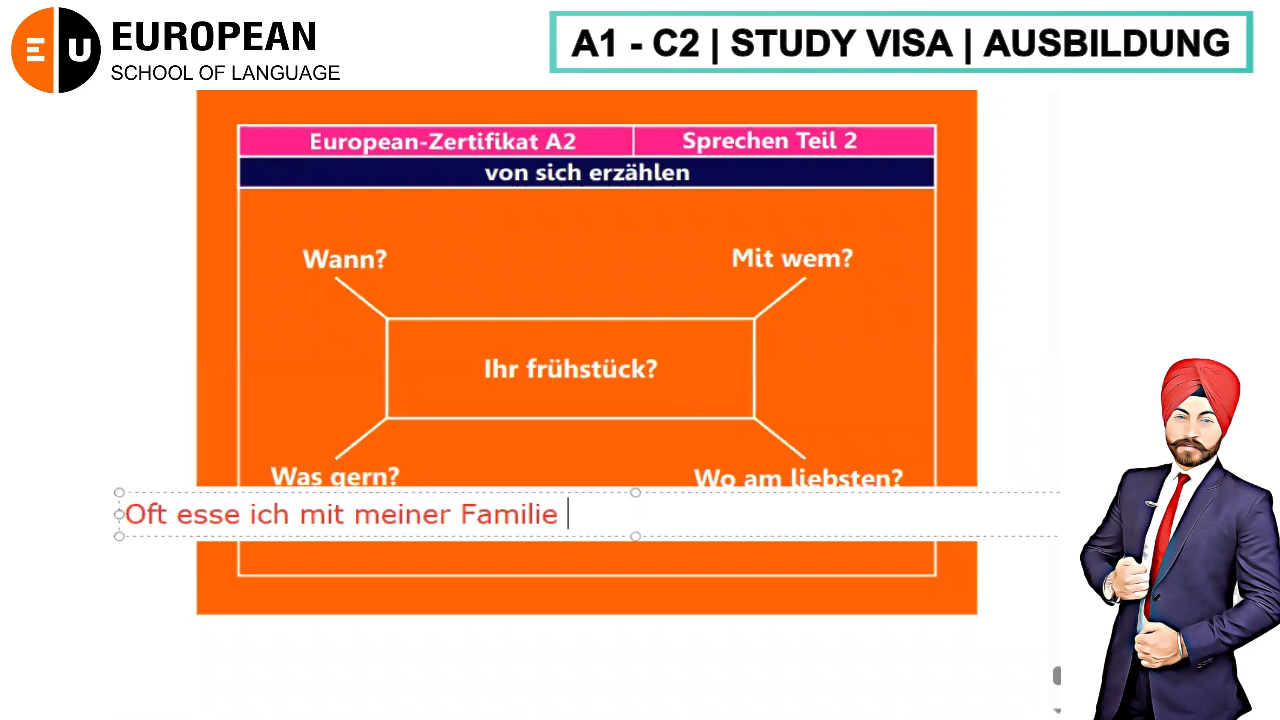 EU EUROPEAN
SCHOOL OF LANGUAGE
A1 - C2 | STUDY VISA | AUSBILDUNG
European-Zertifikat A2 Sprechen Teil 2
von sich erzählen
Wann? Mit wem?
Ihr frühstück?
Was gern? Wo am liebsten?
Oft esse ich mit meiner Familie